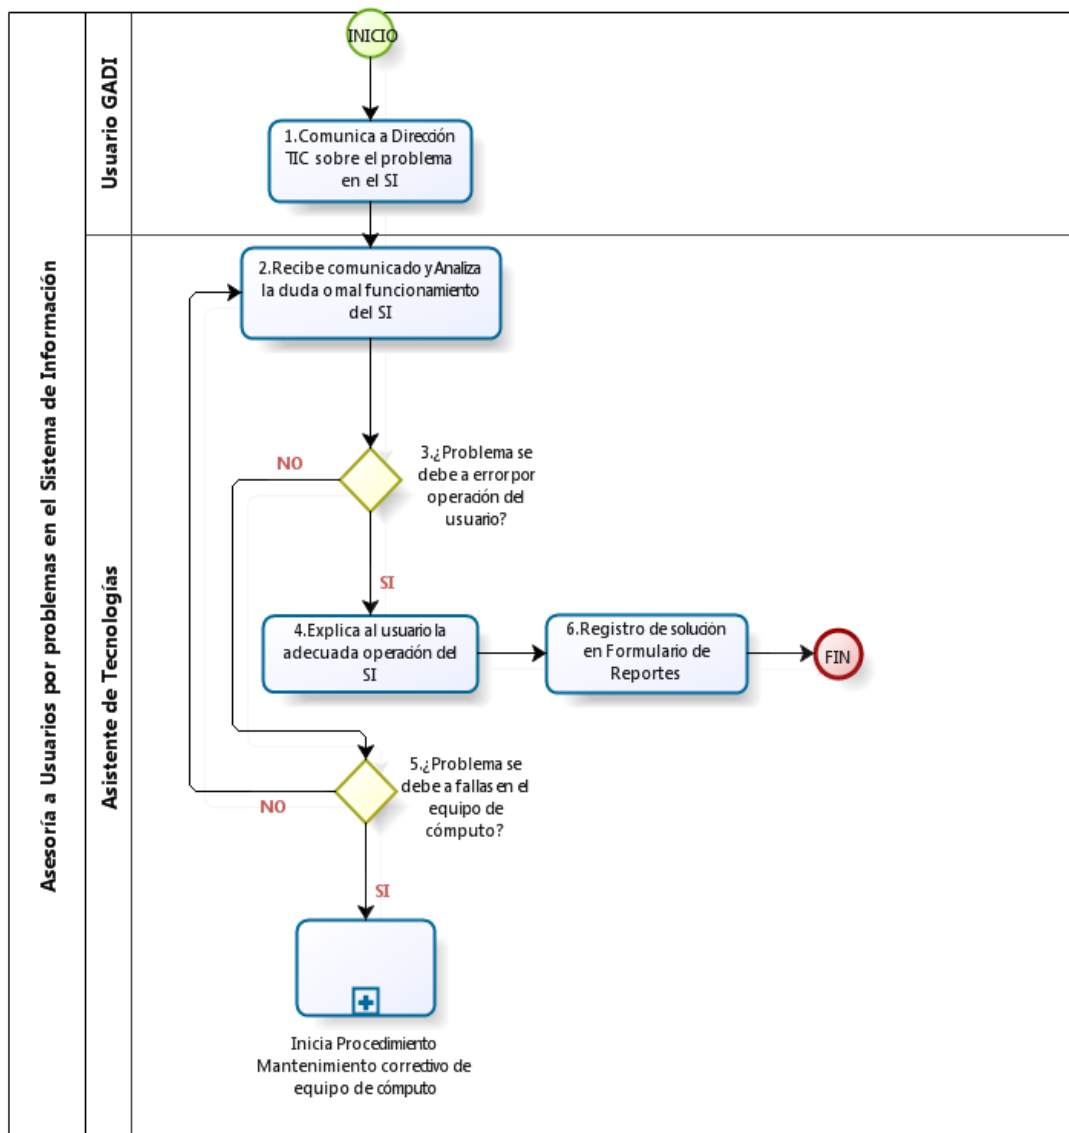 Asesoría a Usuarios por problemas en el Sistema de Información
Usuario GADI
INICIO
1.Comunica a Dirección
TIC sobre el problema
en el SI
Asistente de Tecnologías
2.Recibe comunicado y Analiza
la duda o mal funcionamiento
del SI
3.¿Problema se
debe a error por
operación del
usuario?
NO
SI
4.Explica al usuario la
adecuada operación del
SI
6.Registro de solución
en Formulario de
Reportes
FIN
5.¿Problema se
debe a fallas en el
equipo de
cómputo?
NO
SI
Inicia Procedimiento
Mantenimiento correctivo de
equipo de cómputo